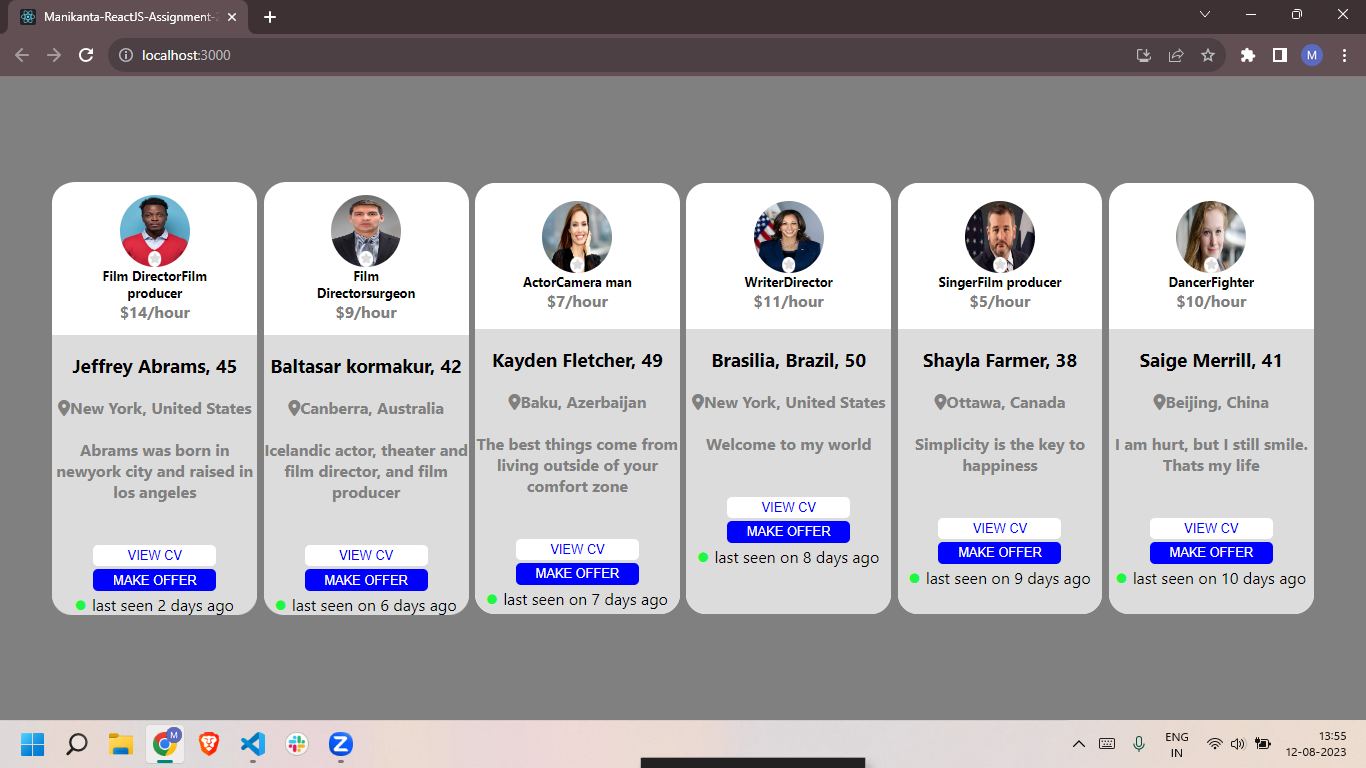 Manikanta-ReactJS-Assignment-
localhost:3000
M
Film DirectorFilm
producer
$14/hour
Jeffrey Abrams, 45
New York, United States
Abrams was born in
newyork city and raised in
los angeles
VIEW CV
MAKE OFFER
last seen 2 days ago
Film
Directorsurgeon
$9/hour
Baltasar kormakur, 42
Canberra, Australia
Icelandic actor, theater and
film director, and film
producer
VIEW CV
MAKE OFFER
last seen on 6 days ago
ActorCamera man
$7/hour
Kayden Fletcher, 49
Baku, Azerbaijan
The best things come from
living outside of your
comfort zone
VIEW CV
MAKE OFFER
last seen on 7 days ago
WriterDirector
$11/hour
Brasilia, Brazil, 50
New York, United States
Welcome to my world
VIEW CV
MAKE OFFER
last seen on 8 days ago
SingerFilm producer
$5/hour
Shayla Farmer, 38
Ottawa, Canada
Simplicity is the key to
happiness
VIEW CV
MAKE OFFER
last seen on 9 days ago
DancerFighter
$10/hour
Saige Merrill, 41
Beijing, China
I am hurt, but I still smile.
Thats my life
VIEW CV
MAKE OFFER
last seen on 10 days ago
M
Z
ENG
IN
13:55
12-08-2023